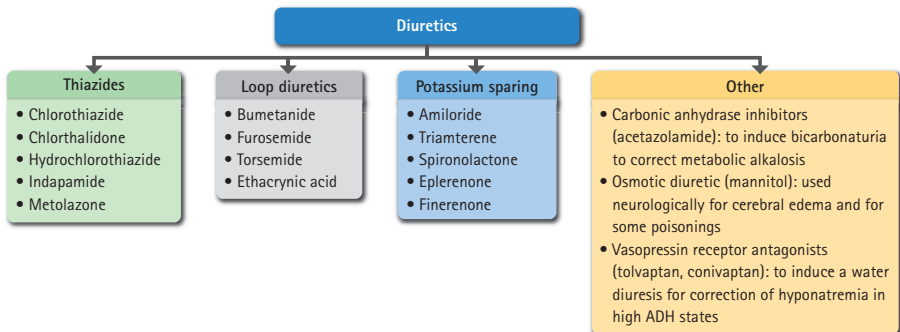 Diuretics
Thiazides
• Chlorothiazide
• Chlorthalidone
• Hydrochlorothiazide
• Indapamide
• Metolazone
Loop diuretics
• Bumetanide
• Furosemide
• Torsemide
• Ethacrynic acid
Potassium sparing
• Amiloride
• Triamterene
• Spironolactone
• Eplerenone
• Finerenone
Other
• Carbonic anhydrase inhibitors
(acetazolamide): to induce bicarbonaturia
to correct metabolic alkalosis
• Osmotic diuretic (mannitol): used
neurologically for cerebral edema and for
some poisonings
• Vasopressin receptor antagonists
(tolvaptan, conivaptan): to induce a water
diuresis for correction of hyponatremia in
high ADH states